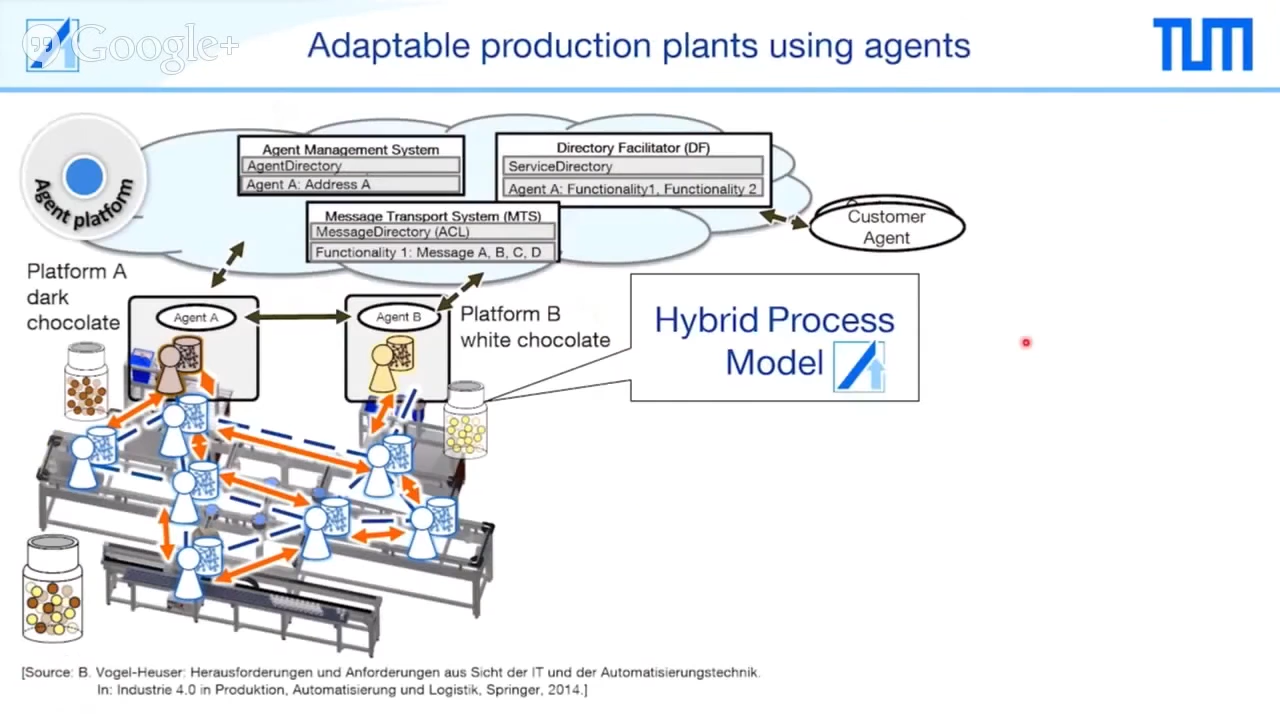 Google+
Adaptable production plants using agents
TUM
Agent platform
Agent Management System
AgentDirectory
Agent A: Address A
Directory Facilitator (DF)
ServiceDirectory
Agent A: Functionality1, Functionality 2
Message Transport System (MTS)
MessageDirectory (ACL)
Functionality 1: Message A, B, C, D
Customer
Agent
Platform A
dark
chocolate
Agent A
Agent B
Platform B
white chocolate
Hybrid Process
Model
[Source: B. Vogel-Heuser: Herausforderungen und Anforderungen aus Sicht der IT und der Automatisierungstechnik.
In: Industrie 4.0 in Produktion, Automatisierung und Logistik, Springer, 2014.]